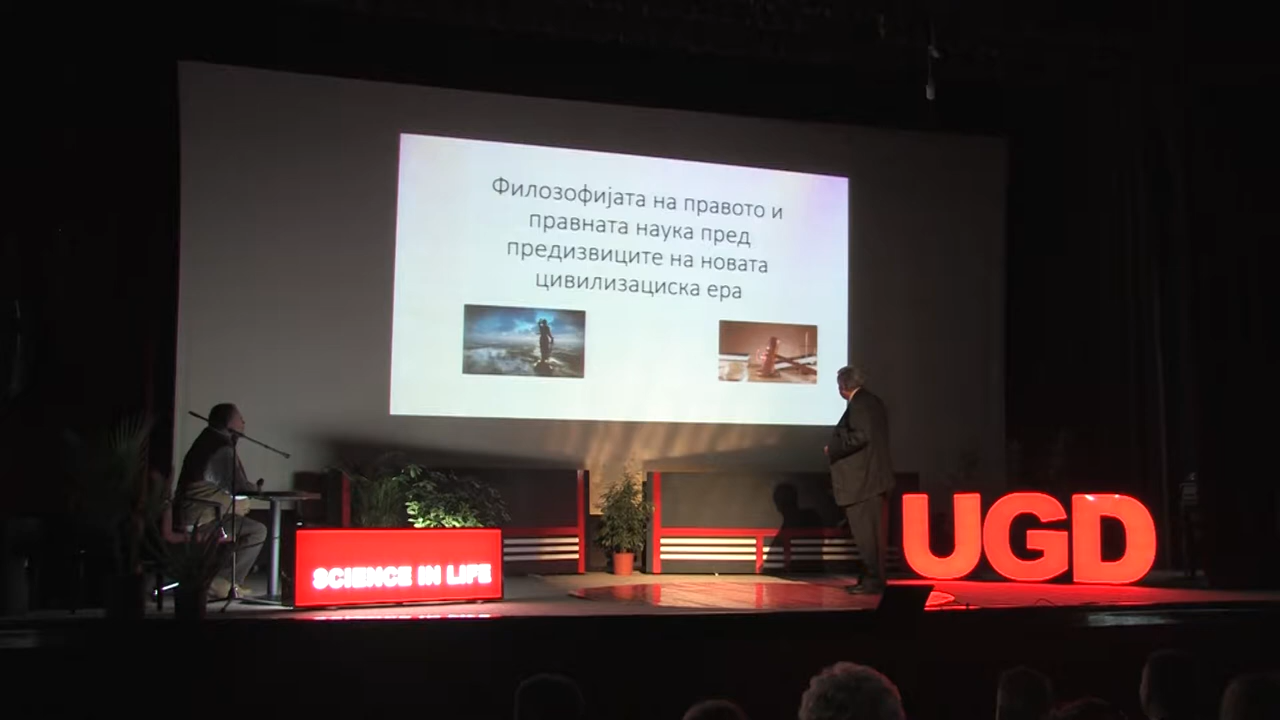 Филозофијата на правото и
правната наука пред
предизвиците на новата
цивилизациска ера
SCIENCE IN LIFE
UGD